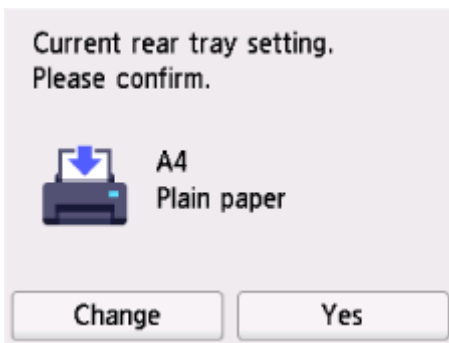 Current rear tray setting.
Please confirm.
A4
Plain paper
Change
Yes